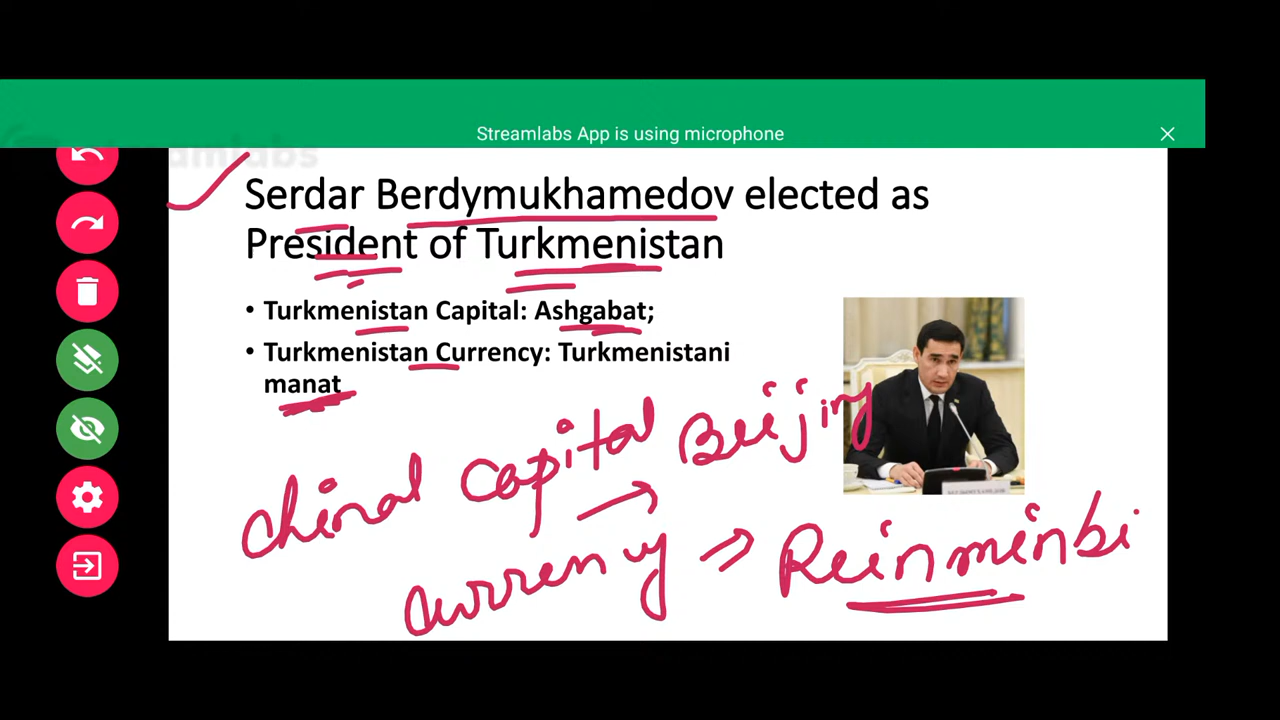 Streamlabs App is using microphone
Serdar Berdymukhamedov elected as
President of Turkmenistan
• Turkmenistan Capital: Ashgabat;
• Turkmenistan Currency: Turkmenistani
manat
Capital Beijing
Currency → Reinminbi